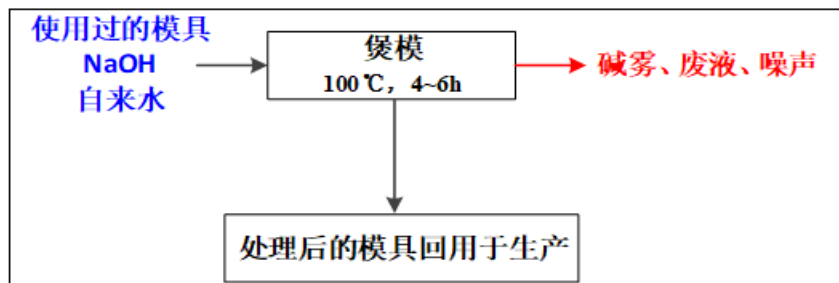 使用过的模具
NaOH
自来水
煲模
100℃，4~6h
碱雾、废液、噪声
处理后的模具回用于生产